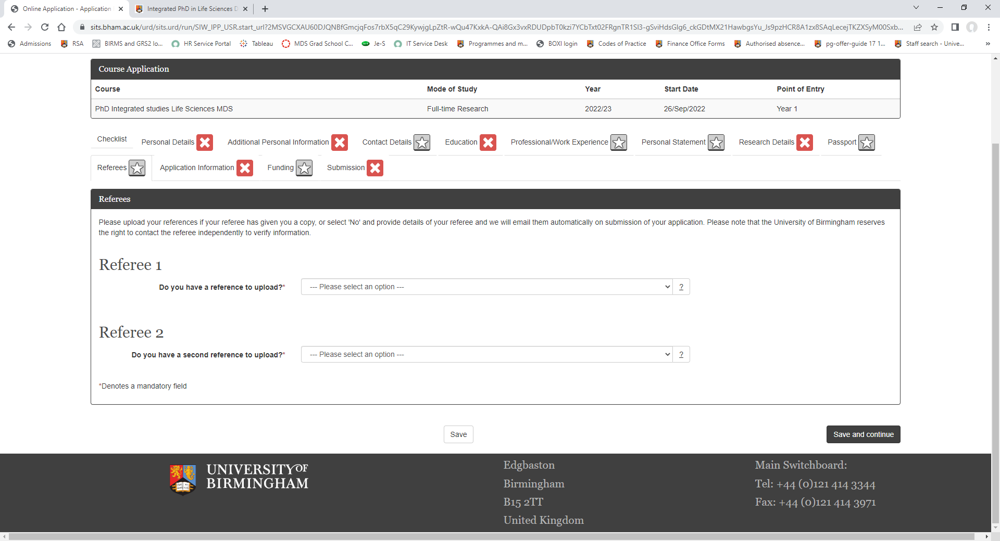 Online Application - Application
Integrated PhD in Life Sciences D
sits.bham.ac.uk/urd/sits.urd/run/SIW_IPP_USR.start_url?2MSVGCXAU60DJQNBfGmcjqFos7rbX5qC29KywjgLpZtR-wQu47KxkA-QAi8Gx3vxRDUDpbT0kzi7YCbTxt02FRgnTR1Sl3-gSviHdsGlg6_ckGDtMX21HawbgsYu_Js9pzHCR8A1zx8SAqLecejTKZXSyM00Sxb...
Admissions RSA BIRMS and GRS2 lo... HR Service Portal Tableau MDS Grad School C... Je-S IT Service Desk Programmes and m... BOXI login Codes of Practice Finance Office Forms Authorised absence... pg-offer-guide 17 1... Staff search - Unive... »
Course Application
Course Mode of Study Year Start Date Point of Entry
PhD Integrated studies Life Sciences MDS Full-time Research 2022/23 26/Sep/2022 Year 1
Checklist Personal Details Additional Personal Information Contact Details Education Professional/Work Experience Personal Statement Research Details Passport
Referees Application Information Funding Submission
Referees
Please upload your references if your referee has given you a copy, or select 'No' and provide details of your referee and we will email them automatically on submission of your application. Please note that the University of Birmingham reserves
the right to contact the referee independently to verify information.
Referee 1
Do you have a reference to upload?* --- Please select an option --- ?
Referee 2
Do you have a second reference to upload?* --- Please select an option --- ?
*Denotes a mandatory field
Save Save and continue
UNIVERSITY OF
BIRMINGHAM
Edgbaston
Birmingham
B15 2TT
United Kingdom
Main Switchboard:
Tel: +44 (0)121 414 3344
Fax: +44 (0)121 414 3971